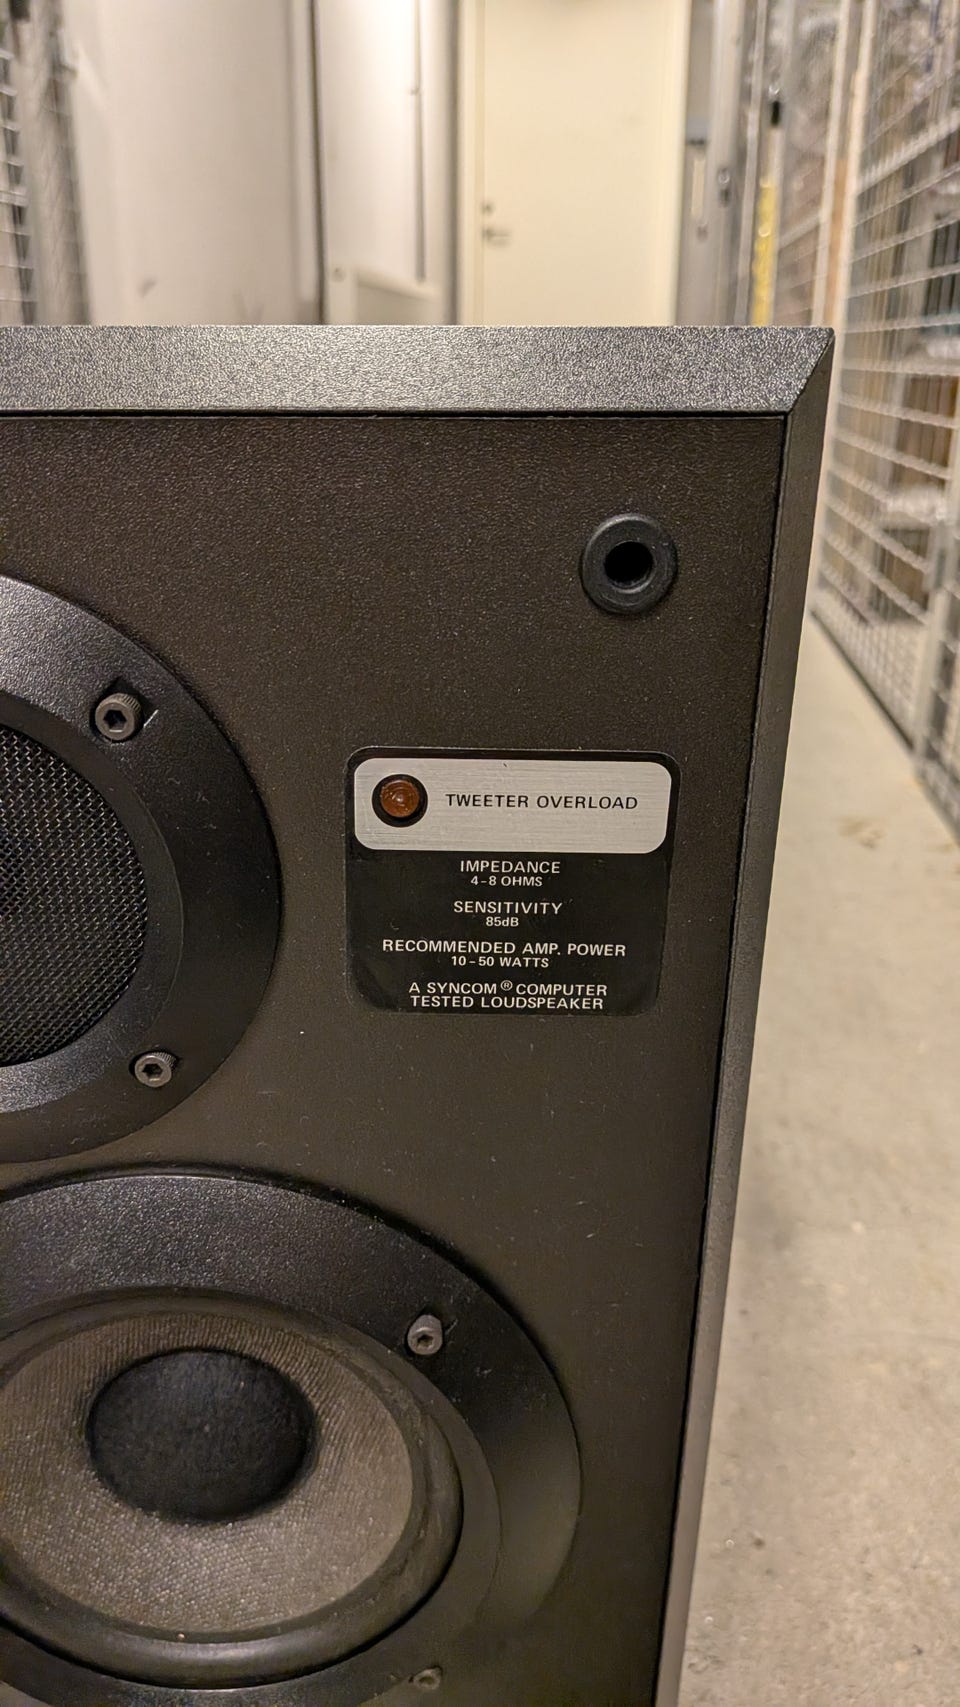 TWEETER OVERLOAD
IMPEDANCE
4-8 OHMS
SENSITIVITY
85dB
RECOMMENDED AMP. POWER
10-50 WATTS
A SYNCOM® COMPUTER
TESTED LOUDSPEAKER